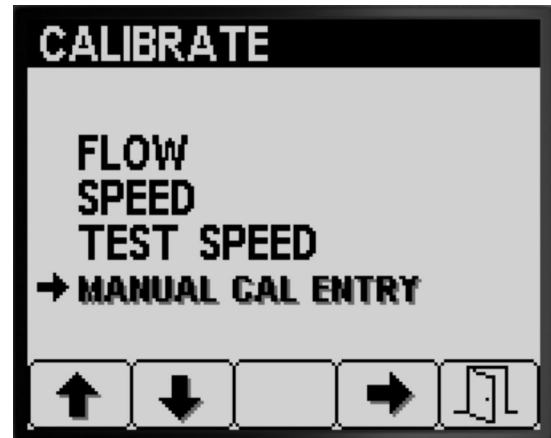 CALIBRATE
FLOW
SPEED
TEST SPEED
MANUAL CAL ENTRY